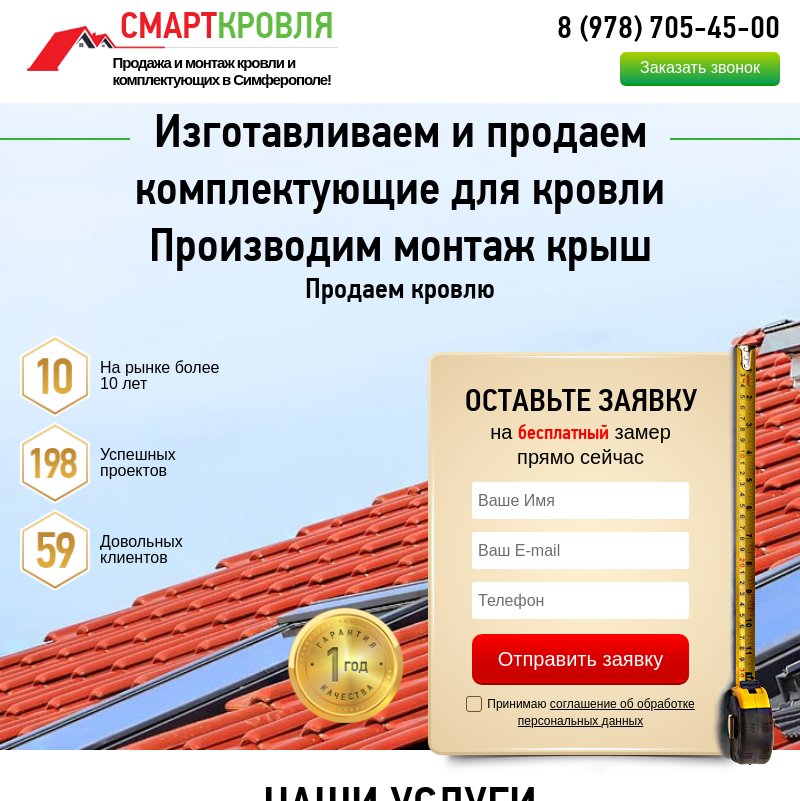 СМАРТКРОВЛЯ
Продажа и монтаж кровли и
комплектующих в Симферополе!
8 (978) 705-45-00
Заказать звонок
Изготавливаем и продаем
комплектующие для кровли
Производим монтаж крыш
Продаем кровлю
10
На рынке более
10 лет
198
Успешных
проектов
59
Довольных
клиентов
ГАРАНТИЯ
1 год
КАЧЕСТВА
ОСТАВЬТЕ ЗАЯВКУ
на бесплатный замер
прямо сейчас
Ваше Имя
Ваш E-mail
Телефон
Отправить заявку
Принимаю соглашение об обработке
персональных данных
НАШИ УСЛУГИ